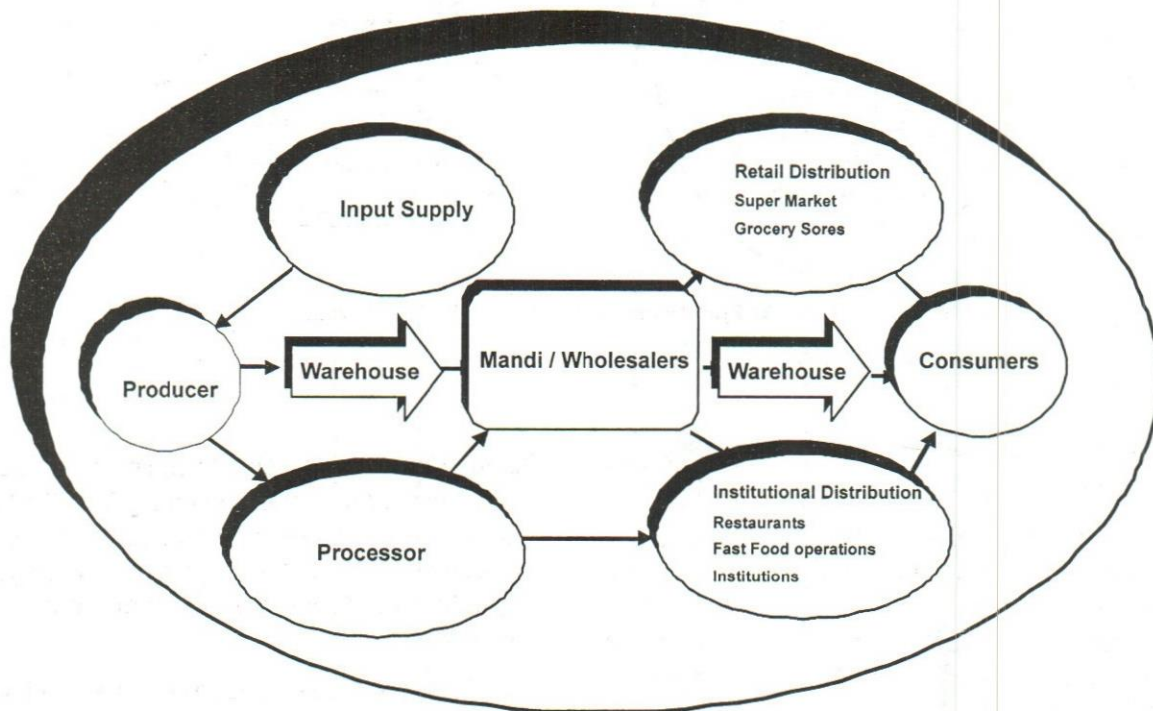 Input Supply
Retail Distribution
Super Market
Grocery Sores
Producer
Warehouse
Mandi / Wholesalers
Warehouse
Consumers
Processor
Institutional Distribution
Restaurants
Fast Food operations
Institutions